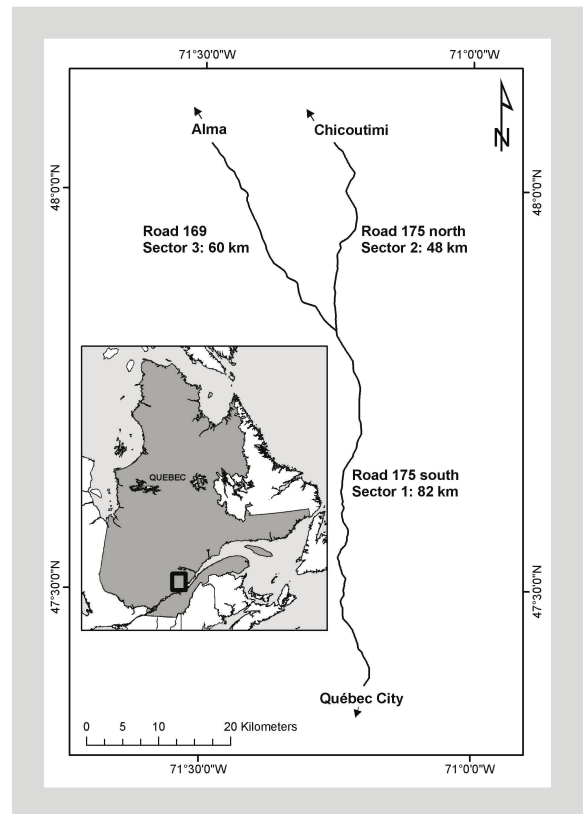 71°30'0"W 71°0'0"W
N
Alma Chicoutimi
48°0'0"N 48°0'0"N
Road 169
Sector 3: 60 km
Road 175 north
Sector 2: 48 km
QUEBEC
Road 175 south
Sector 1: 82 km
47°30'0"N 47°30'0"N
Québec City
0 5 10 20 Kilometers
71°30'0"W 71°0'0"W